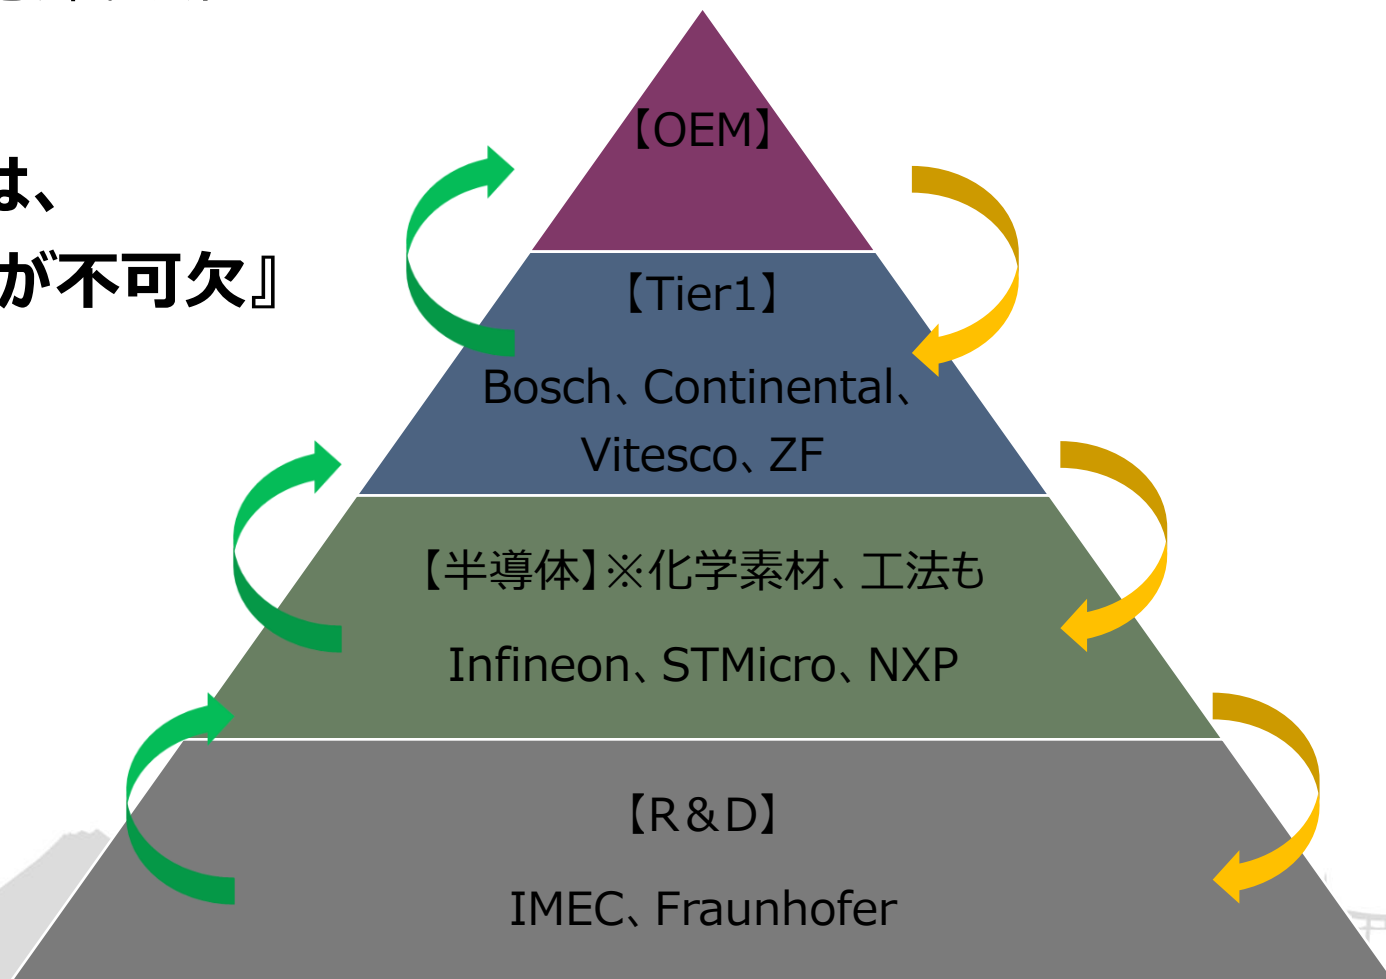 は、
が不可欠』
【OEM】
【Tier1】
Bosch、Continental、
Vitesco、ZF
【半導体】※化学素材、工法も
Infineon、STMicro、NXP
【R＆D】
IMEC、Fraunhofer